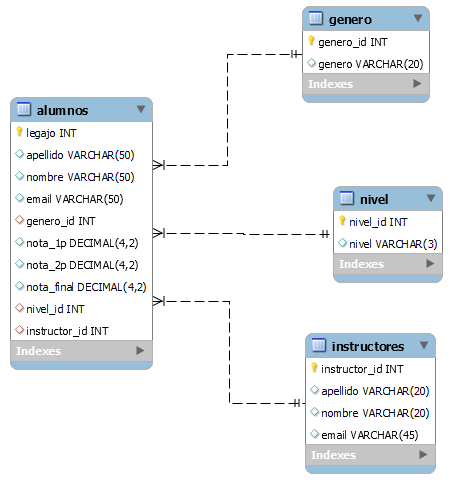 genero
genero_id INT
genero VARCHAR(20)
Indexes
alumnos
legajo INT
apellido VARCHAR(50)
nombre VARCHAR(50)
email VARCHAR(50)
genero_id INT
nota_1p DECIMAL(4,2)
nota_2p DECIMAL(4,2)
nota_final DECIMAL(4,2)
nivel_id INT
instructor_id INT
Indexes
nivel
nivel_id INT
nivel VARCHAR(3)
Indexes
instructores
instructor_id INT
apellido VARCHAR(20)
nombre VARCHAR(20)
email VARCHAR(45)
Indexes